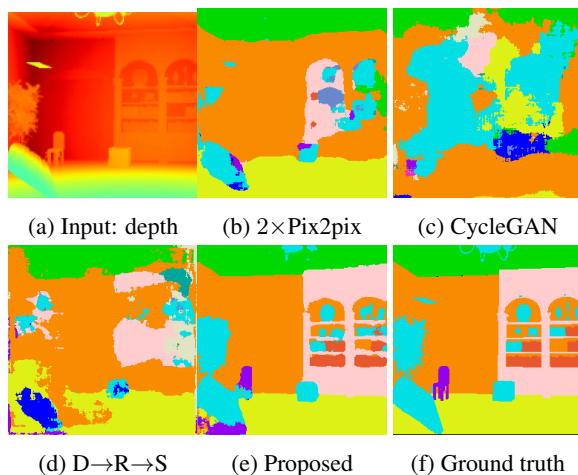 (a) Input: depth (b) 2×Pix2pix (c) CycleGAN
(d) D→R→S (e) Proposed (f) Ground truth